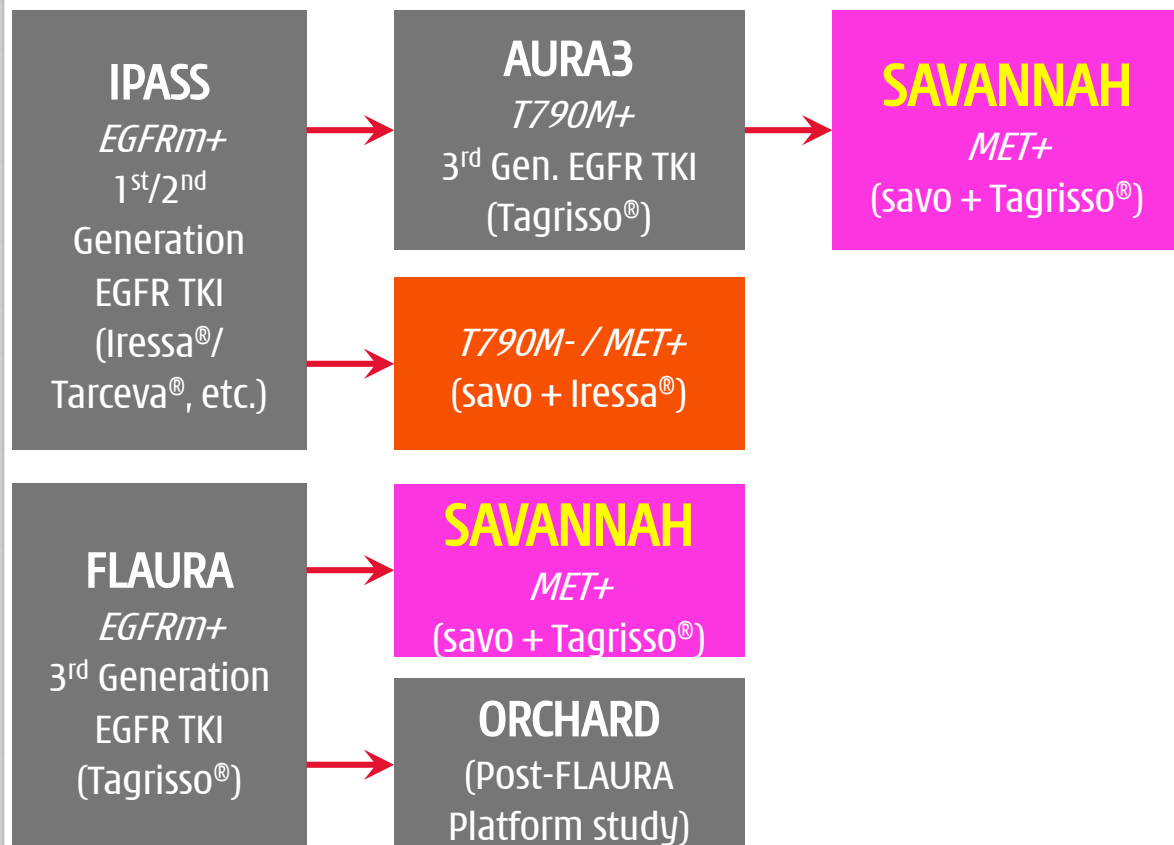 IPASS
EGFRm+
1st/2nd
Generation
EGFR TKI
(Iressa®/
Tarceva®, etc.)
AURA3
T790M+
3rd Gen. EGFR TKI
(Tagrisso®)
SAVANNAH
MET+
(savo + Tagrisso®)
T790M- / MET+
(savo + Iressa®)
FLAURA
EGFRm+
3rd Generation
EGFR TKI
(Tagrisso®)
SAVANNAH
MET+
(savo + Tagrisso®)
ORCHARD
(Post-FLAURA
Platform study)